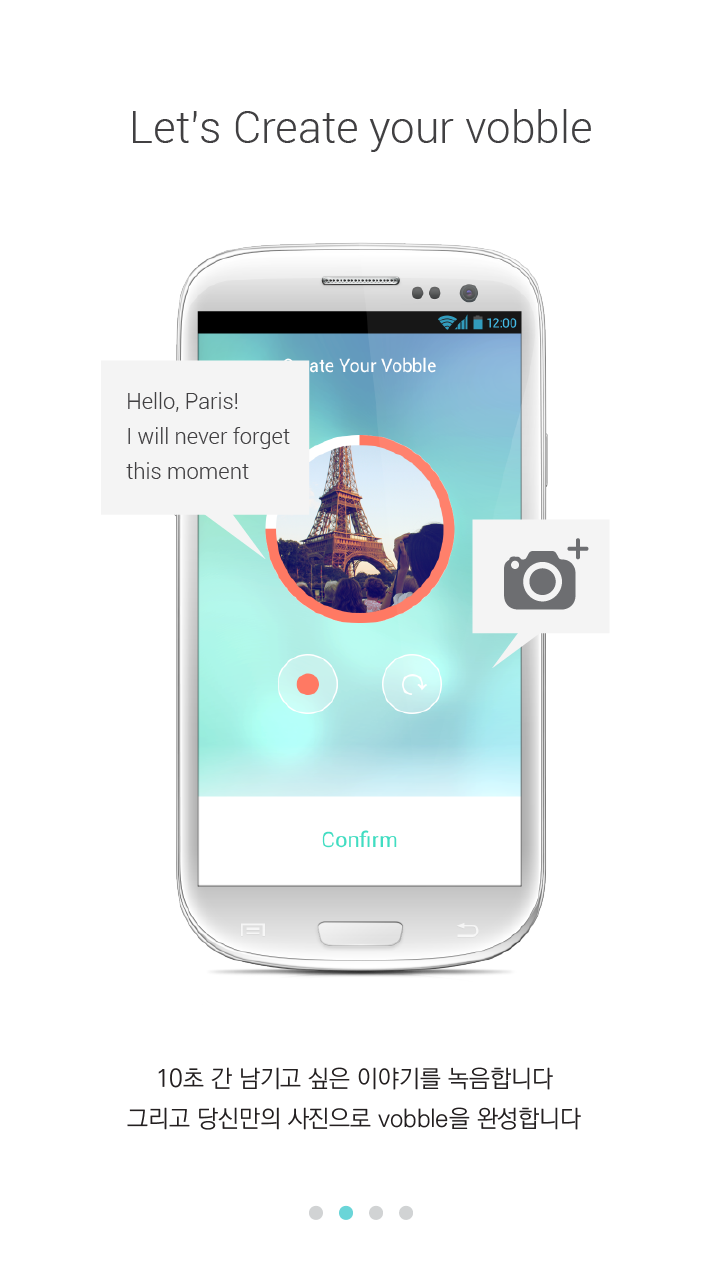 Let's Create your vobble
12:00
Create Your Vobble
Hello, Paris!
I will never forget
this moment
Confirm
10초 간 남기고 싶은 이야기를 녹음합니다
그리고 당신만의 사진으로 vobble을 완성합니다